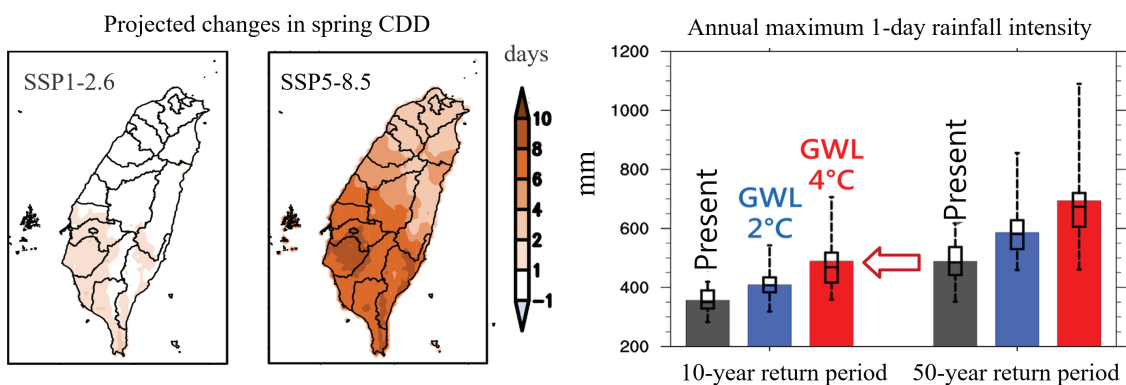 Projected changes in spring CDD
days
SSP1-2.6
SSP5-8.5
10
8
6
4
2
1
−1
Annual maximum 1-day rainfall intensity
1200
1000
800
600
400
200
mm
Present
GWL
2°C
GWL
4°C
Present
10-year return period
50-year return period